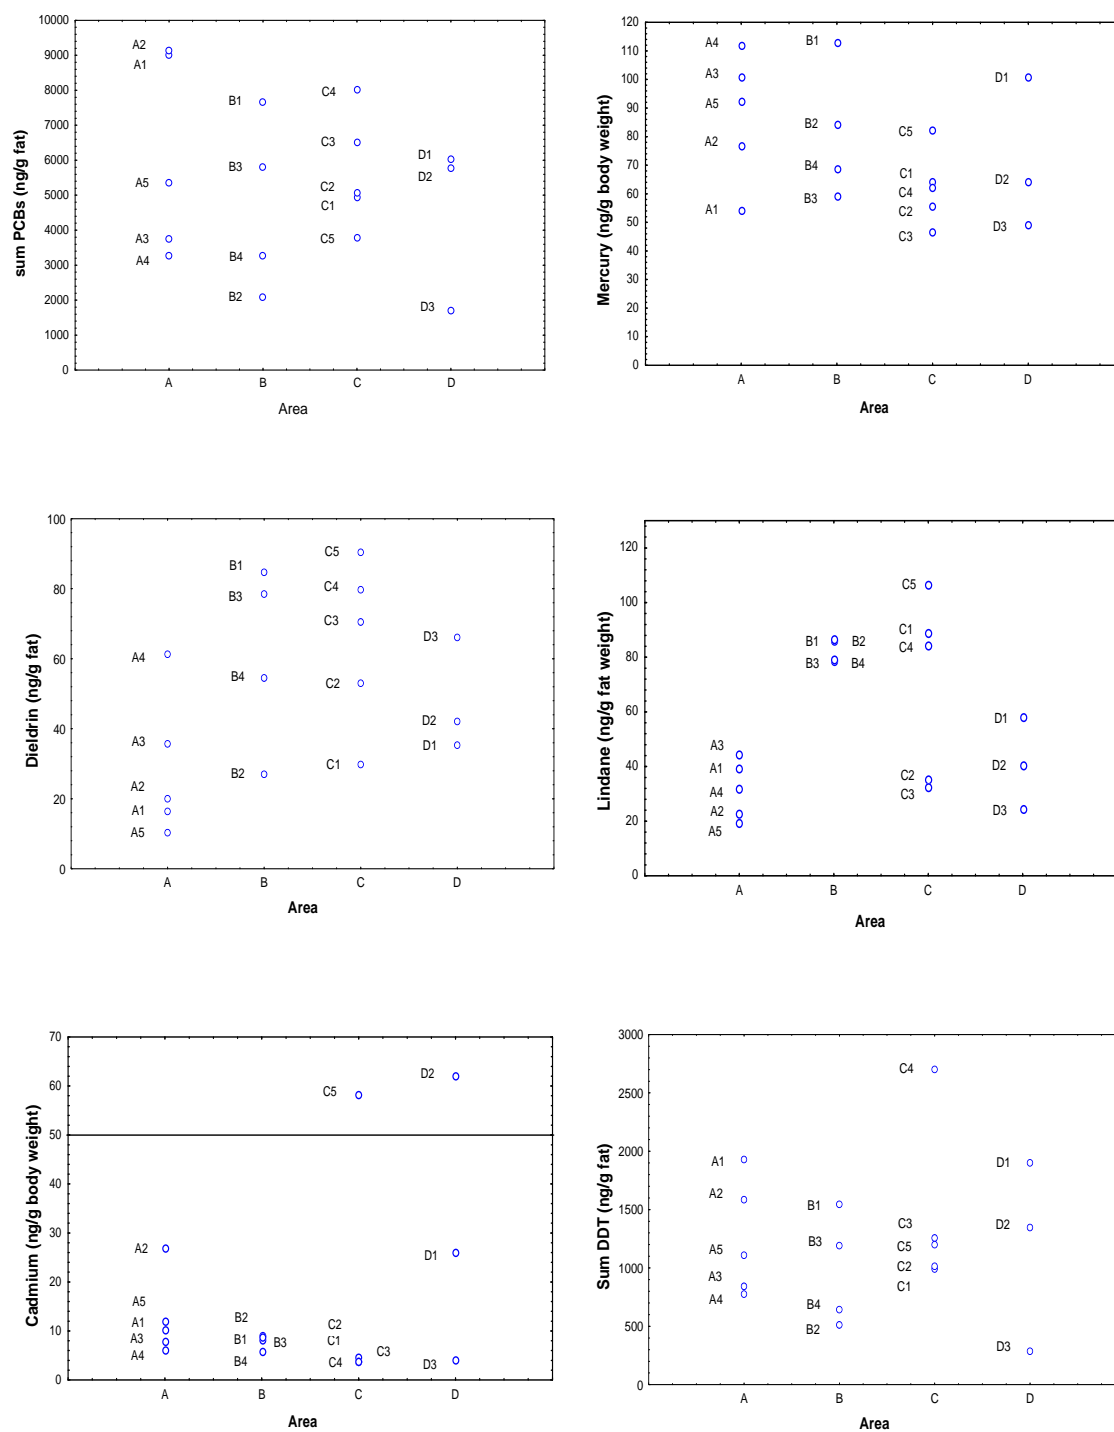 sum PCBs (ng/g fat)
10000
9000
8000
7000
6000
5000
4000
3000
2000
1000
0
A2
A1
A5
A3
A4
B1
B3
B4
B2
C4
C3
C2
C1
C5
D1
D2
D3
A B C D
Area
Mercury (ng/g body weight)
120
110
100
90
80
70
60
50
40
30
20
10
0
A4
A3
A5
A2
A1
B1
B2
B4
B3
C5
C1
C4
C2
C3
D1
D2
D3
A B C D
Area
Dieldrin (ng/g fat)
100
80
60
40
20
0
A4
A3
A2
A1
A5
B1
B3
B4
B2
C5
C4
C3
C2
C1
D3
D2
D1
A B C D
Area
Lindane (ng/g fat weight)
120
100
80
60
40
20
0
A3
A1
A4
A2
A5
B1 B2
B3 B4
C5
C1
C4
C2
C3
D1
D2
D3
A B C D
Area
Cadmium (ng/g body weight)
70
60
50
40
30
20
10
0
A2
A5
A1
A3
A4
B2
B1 B3
B4
C5
C2
C1
C3
C4
D2
D1
D3
A B C D
Area
Sum DDT (ng/g fat)
3000
2500
2000
1500
1000
500
0
A1
A2
A5
A3
A4
B1
B3
B4
B2
C4
C3
C5
C2
C1
D1
D2
D3
A B C D
Area